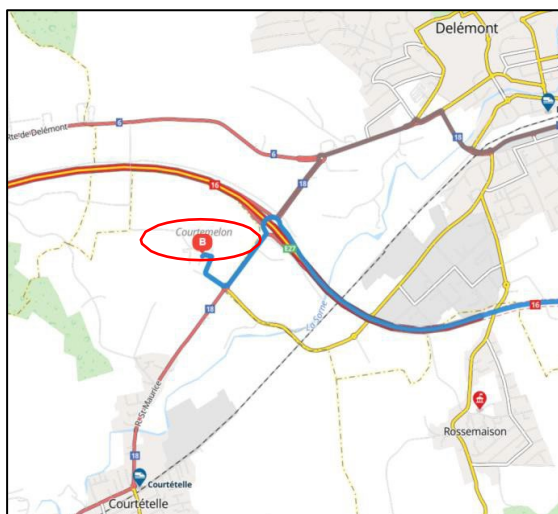 Delémont
18
Rte de Delémont
6
6
18
16
Courtemelon
B
E27
La Sorne
16
18
R. St-Maurice
Rossemaison
18
Courtételle
Courtételle